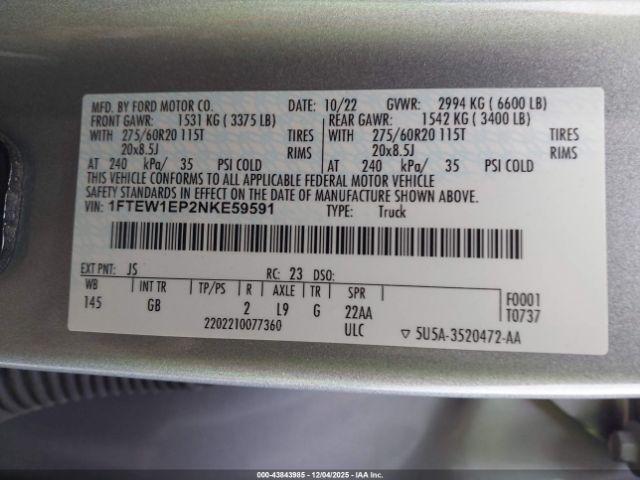 MFD. BY FORD MOTOR CO. DATE: 10/22 GVWR: 2994 KG ( 6600 LB)
FRONT GAWR: 1531 KG ( 3375 LB) REAR GAWR: 1542 KG ( 3400 LB)
WITH 275/60R20 115T TIRES WITH 275/60R20 115T TIRES
20x8.5J RIMS 20x8.5J RIMS
AT 240 kPa/ 35 PSI COLD AT 240 kPa/ 35 PSI COLD
THIS VEHICLE CONFORMS TO ALL APPLICABLE FEDERAL MOTOR VEHICLE
SAFETY STANDARDS IN EFFECT ON THE DATE OF MANUFACTURE SHOWN ABOVE.
VIN: 1FTEW1EP2NKE59591 TYPE: Truck
EXT PNT: JS RC: 23 DSO:
WB INT TR TP/PS R AXLE TR SPR F0001
145 GB 2 L9 G 22AA T0737
2202210077360 ULC ▽ 5U5A-3520472-AA
000-43843985 - 12/04/2025 - IAAI.COM